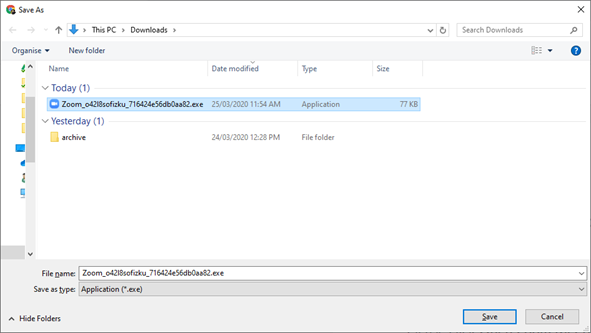 Save As
This PC > Downloads >
Search Downloads
Organise
New folder
?
Name Date modified Type Size
Today (1)
Zoom_o42l8sofizku_716424e56db0aa82.exe 25/03/2020 11:54 AM Application 77 KB
Yesterday (1)
archive 24/03/2020 12:28 PM File folder
File name: Zoom_o42l8sofizku_716424e56db0aa82.exe
Save as type: Application (*.exe)
Hide Folders
Save
Cancel